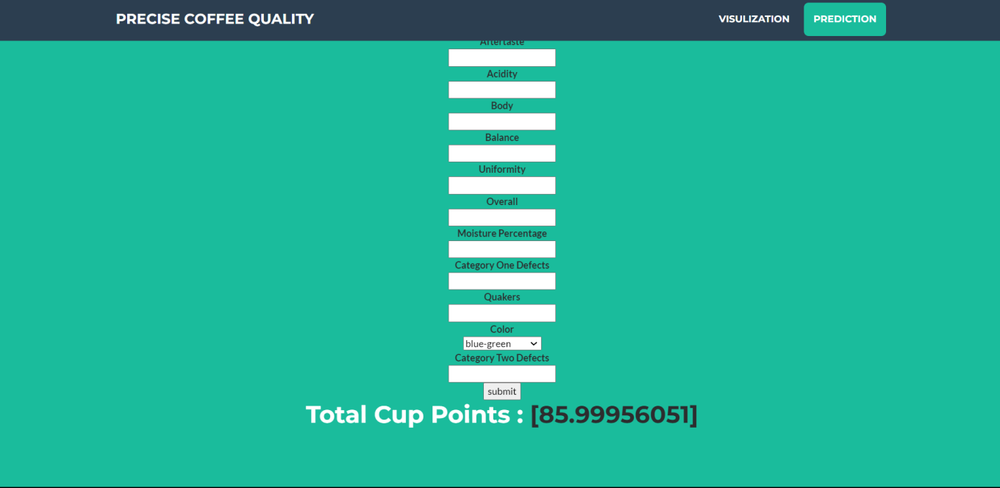 PRECISE COFFEE QUALITY
VISULIZATION
PREDICTION
Aftertaste
Acidity
Body
Balance
Uniformity
Overall
Moisture Percentage
Category One Defects
Quakers
Color
blue-green
Category Two Defects
submit
Total Cup Points : [85.99956051]